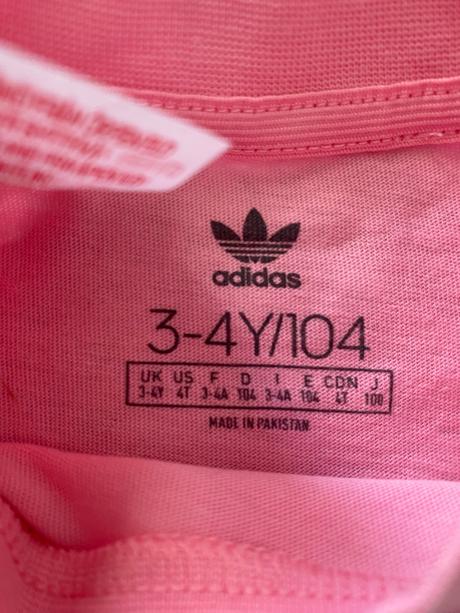 adidas
3-4Y/104
UK US F D I E CDN J
3-4Y 4T 3-4A 104 3-4A 104 4T 100
MADE IN PAKISTAN